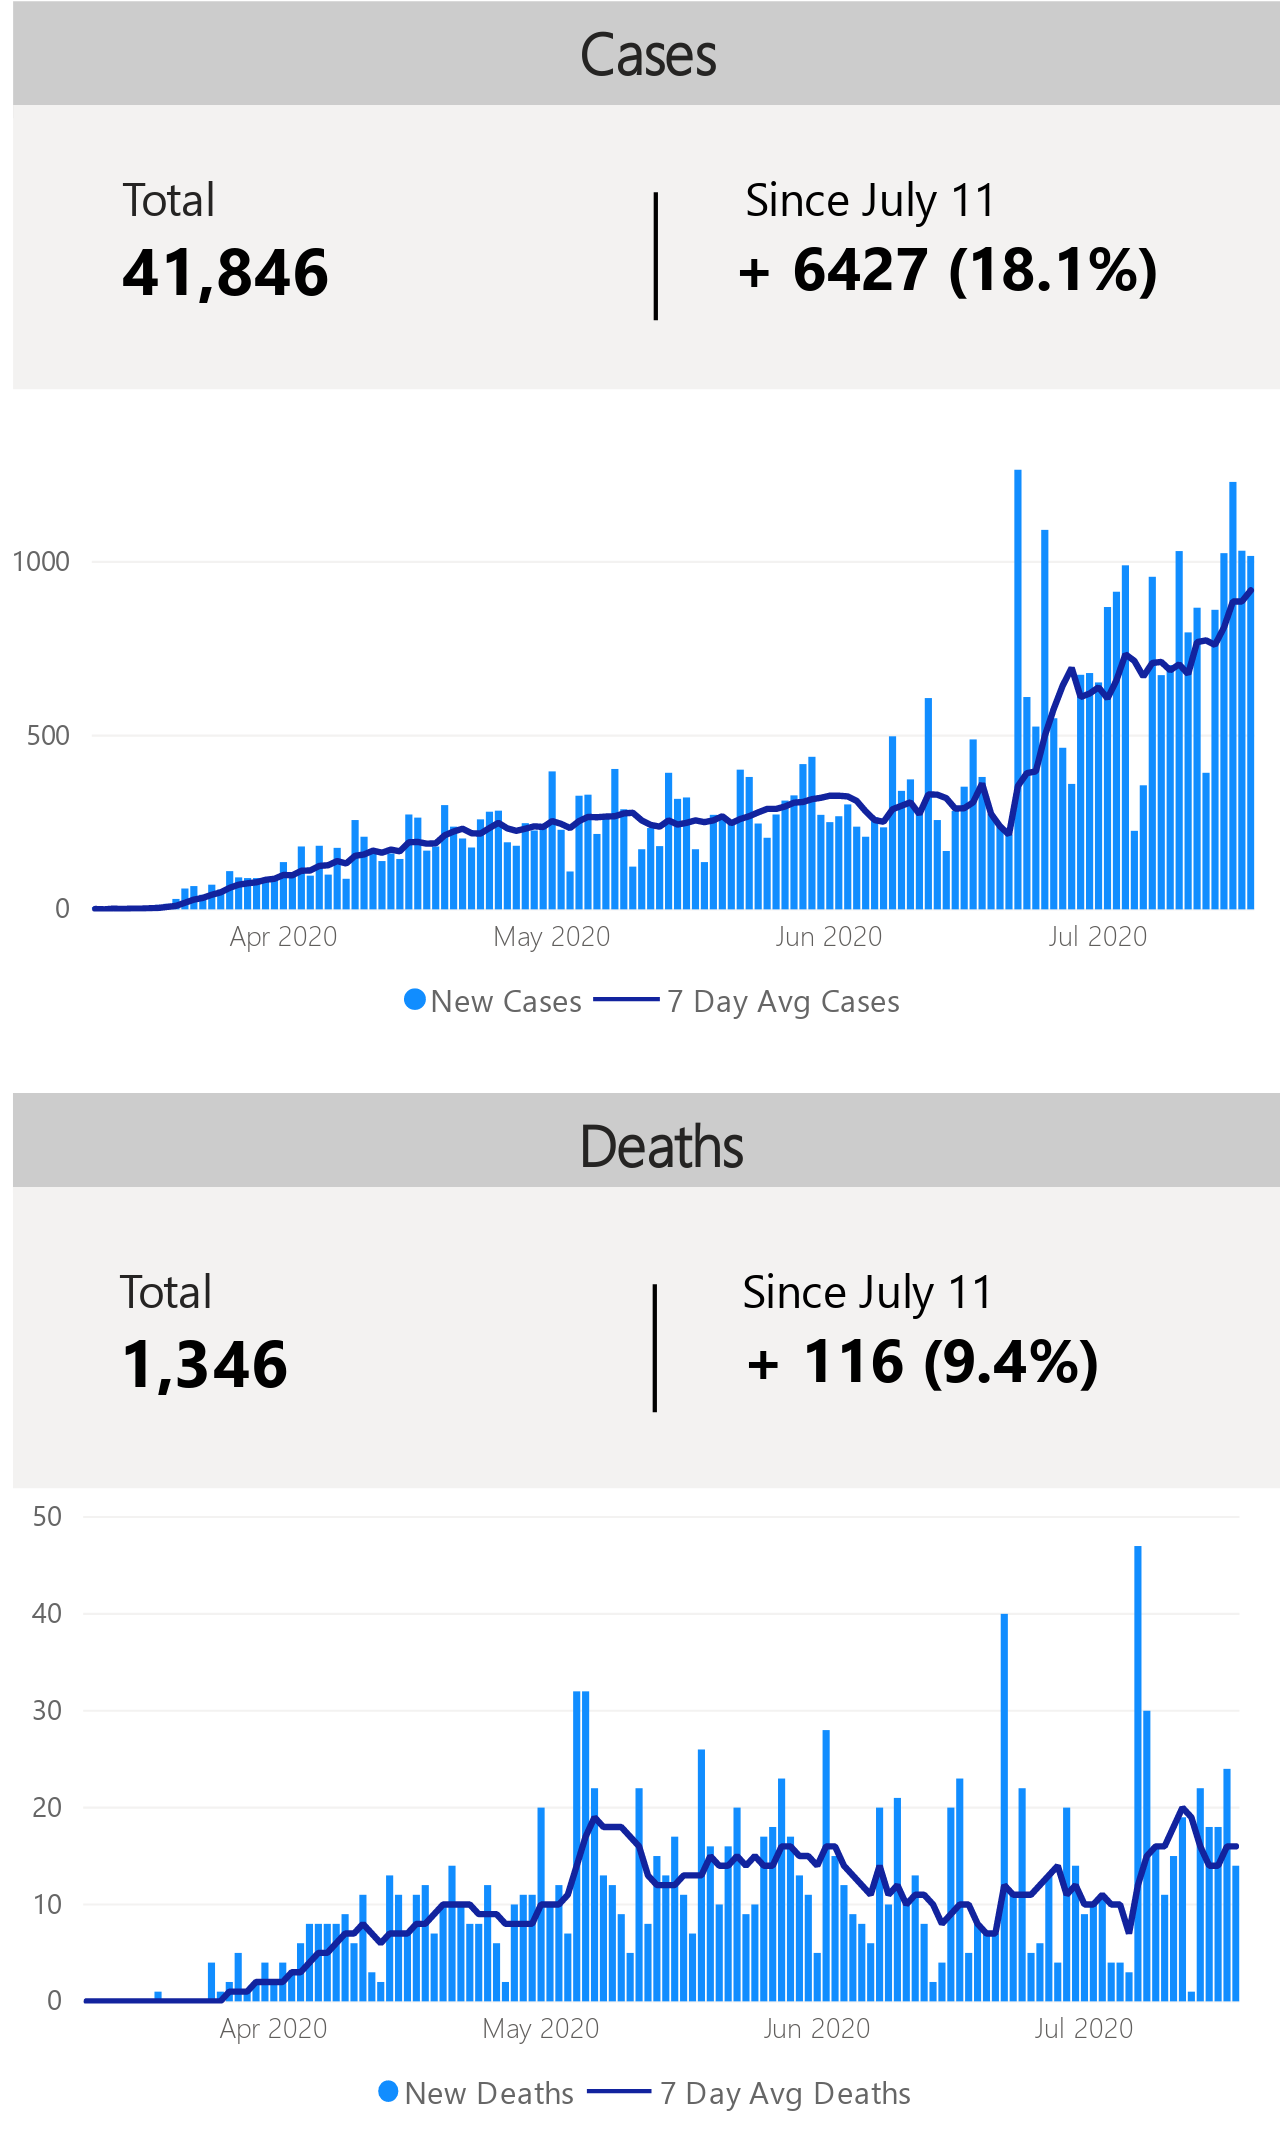 Cases
Total
Since July 11
41,846
+ 6427 (18.1%)
1000
500
0
Apr 2020
May 2020
Jun 2020
Jul 2020
New Cases
7 Day Avg Cases
Deaths
Total
Since July 11
1,346
+ 116 (9.4%)
50
40
30
20
10
0
Apr 2020
May 2020
Jun 2020
Jul 2020
New Deaths
7 Day Avg Deaths